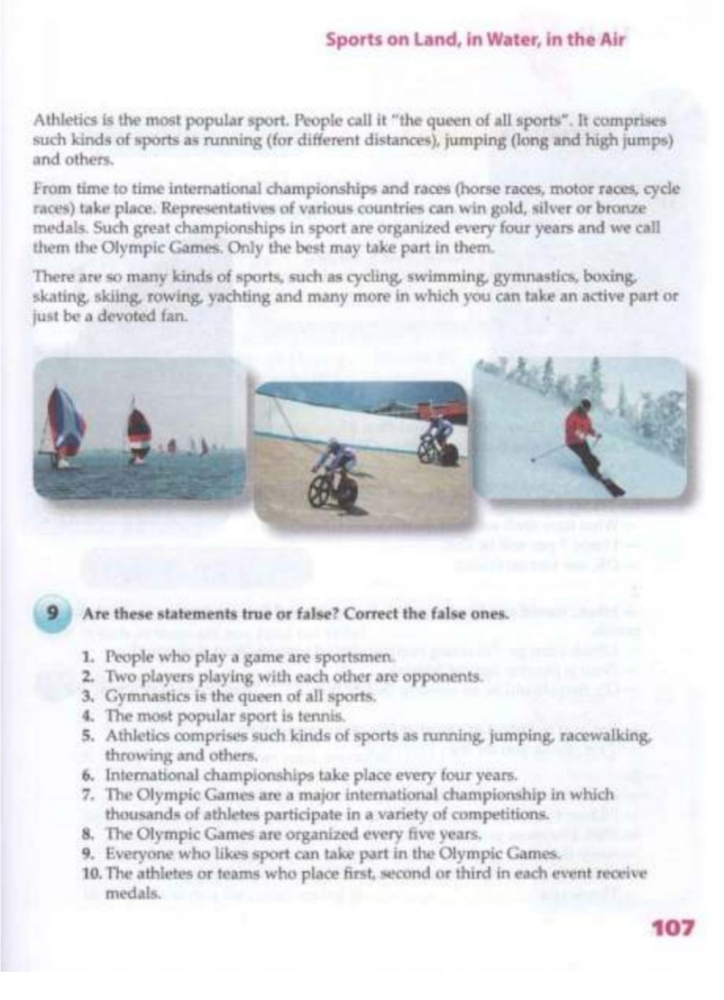 Sports on Land, in Water, in the Air
Athletics is the most popular sport. People call it "the queen of all sports". It comprises
such kinds of sports as running (for different distances), jumping (long and high jumps)
and others.
From time to time international championships and races (horse races, motor races, cycle
races) take place. Representatives of various countries can win gold, silver or bronze
medals. Such great championships in sport are organized every four years and we call
them the Olympic Games. Only the best may take part in them.
There are so many kinds of sports, such as cycling, swimming, gymnastics, boxing,
skating, skiing, rowing, yachting and many more in which you can take an active part or
just be a devoted fan.
9 Are these statements true or false? Correct the false ones.
1. People who play a game are sportsmen.
2. Two players playing with each other are opponents.
3. Gymnastics is the queen of all sports.
4. The most popular sport is tennis.
5. Athletics comprises such kinds of sports as running, jumping, racewalking,
throwing and others.
6. International championships take place every four years.
7. The Olympic Games are a major international championship in which
thousands of athletes participate in a variety of competitions.
8. The Olympic Games are organized every five years.
9. Everyone who likes sport can take part in the Olympic Games.
10. The athletes or teams who place first, second or third in each event receive
medals.
107